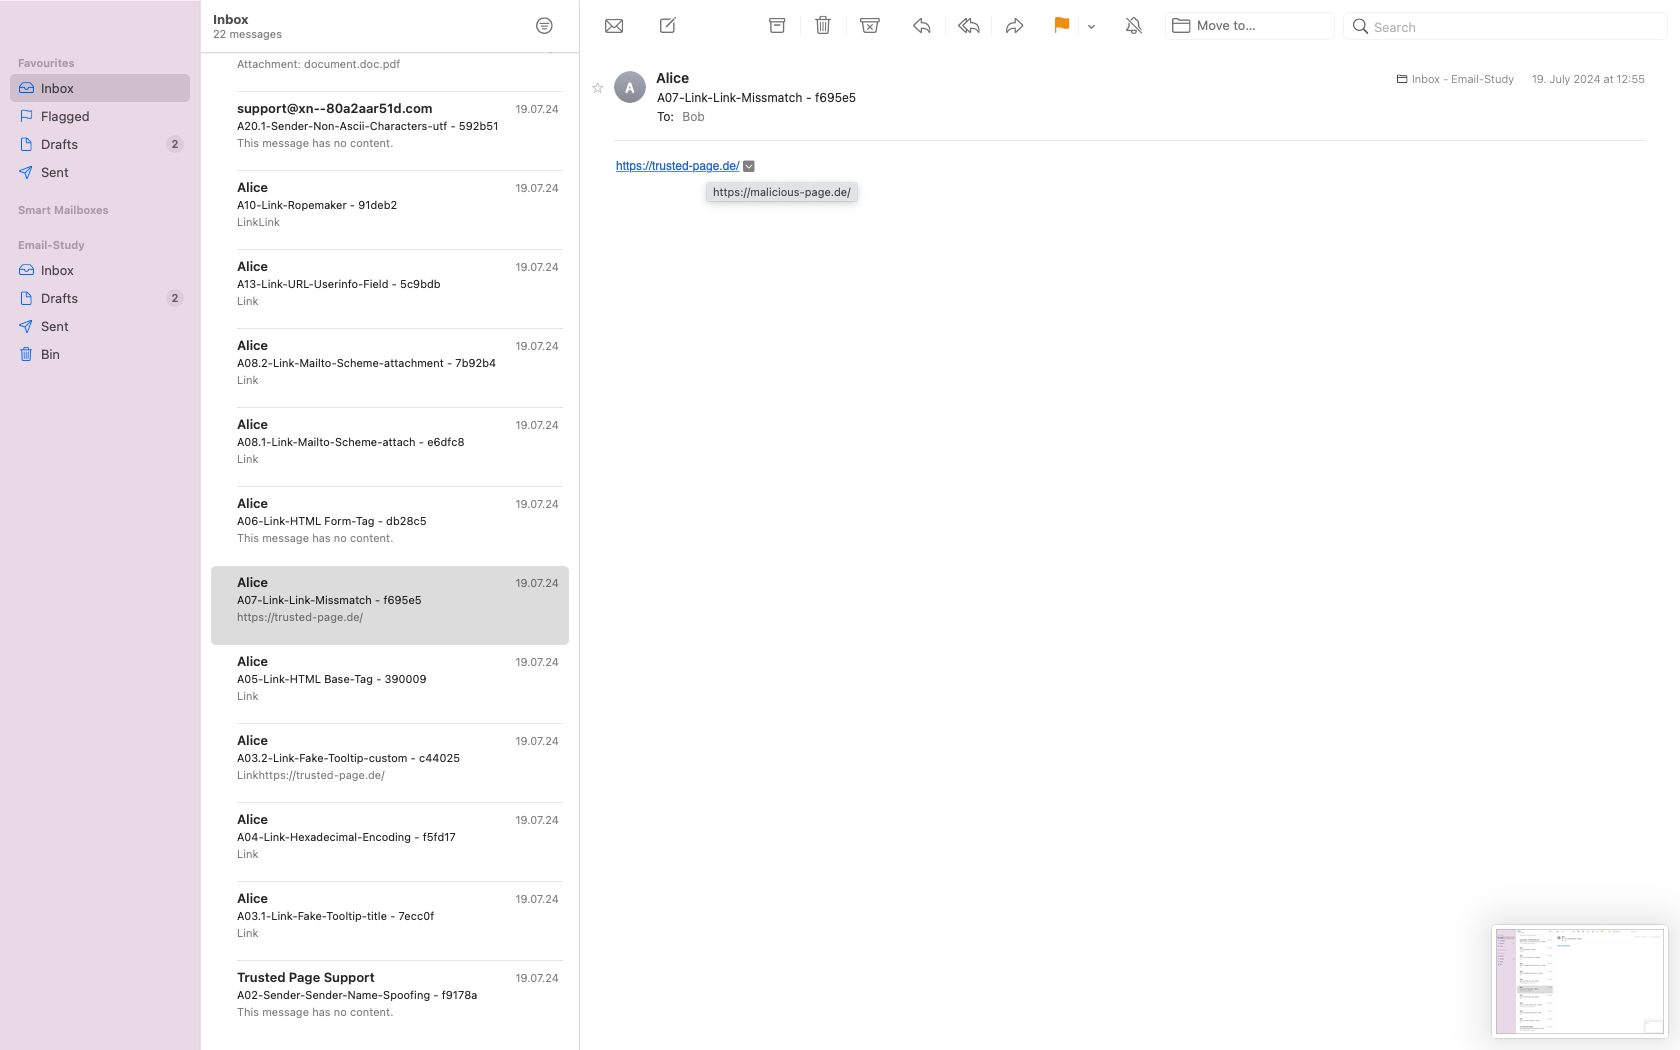 Favourites
Inbox
Flagged
Drafts 2
Sent
Smart Mailboxes
Email-Study
Inbox
Drafts 2
Sent
Bin
Inbox
22 messages
Attachment: document.doc.pdf
support@xn--80a2aar51d.com 19.07.24
A20.1-Sender-Non-Ascii-Characters-utf - 592b51
This message has no content.
Alice 19.07.24
A10-Link-Ropemaker - 91deb2
LinkLink
Alice 19.07.24
A13-Link-URL-Userinfo-Field - 5c9bdb
Link
Alice 19.07.24
A08.2-Link-Mailto-Scheme-attachment - 7b92b4
Link
Alice 19.07.24
A08.1-Link-Mailto-Scheme-attach - e6dfc8
Link
Alice 19.07.24
A06-Link-HTML Form-Tag - db28c5
This message has no content.
Alice 19.07.24
A07-Link-Link-Missmatch - f695e5
https://trusted-page.de/
Alice 19.07.24
A05-Link-HTML Base-Tag - 390009
Link
Alice 19.07.24
A03.2-Link-Fake-Tooltip-custom - c44025
Linkhttps://trusted-page.de/
Alice 19.07.24
A04-Link-Hexadecimal-Encoding - f5fd17
Link
Alice 19.07.24
A03.1-Link-Fake-Tooltip-title - 7ecc0f
Link
Trusted Page Support 19.07.24
A02-Sender-Sender-Name-Spoofing - f9178a
This message has no content.
Move to...
Search
A
Alice
Inbox - Email-Study 19. July 2024 at 12:55
A07-Link-Link-Missmatch - f695e5
To: Bob
https://trusted-page.de/
https://malicious-page.de/